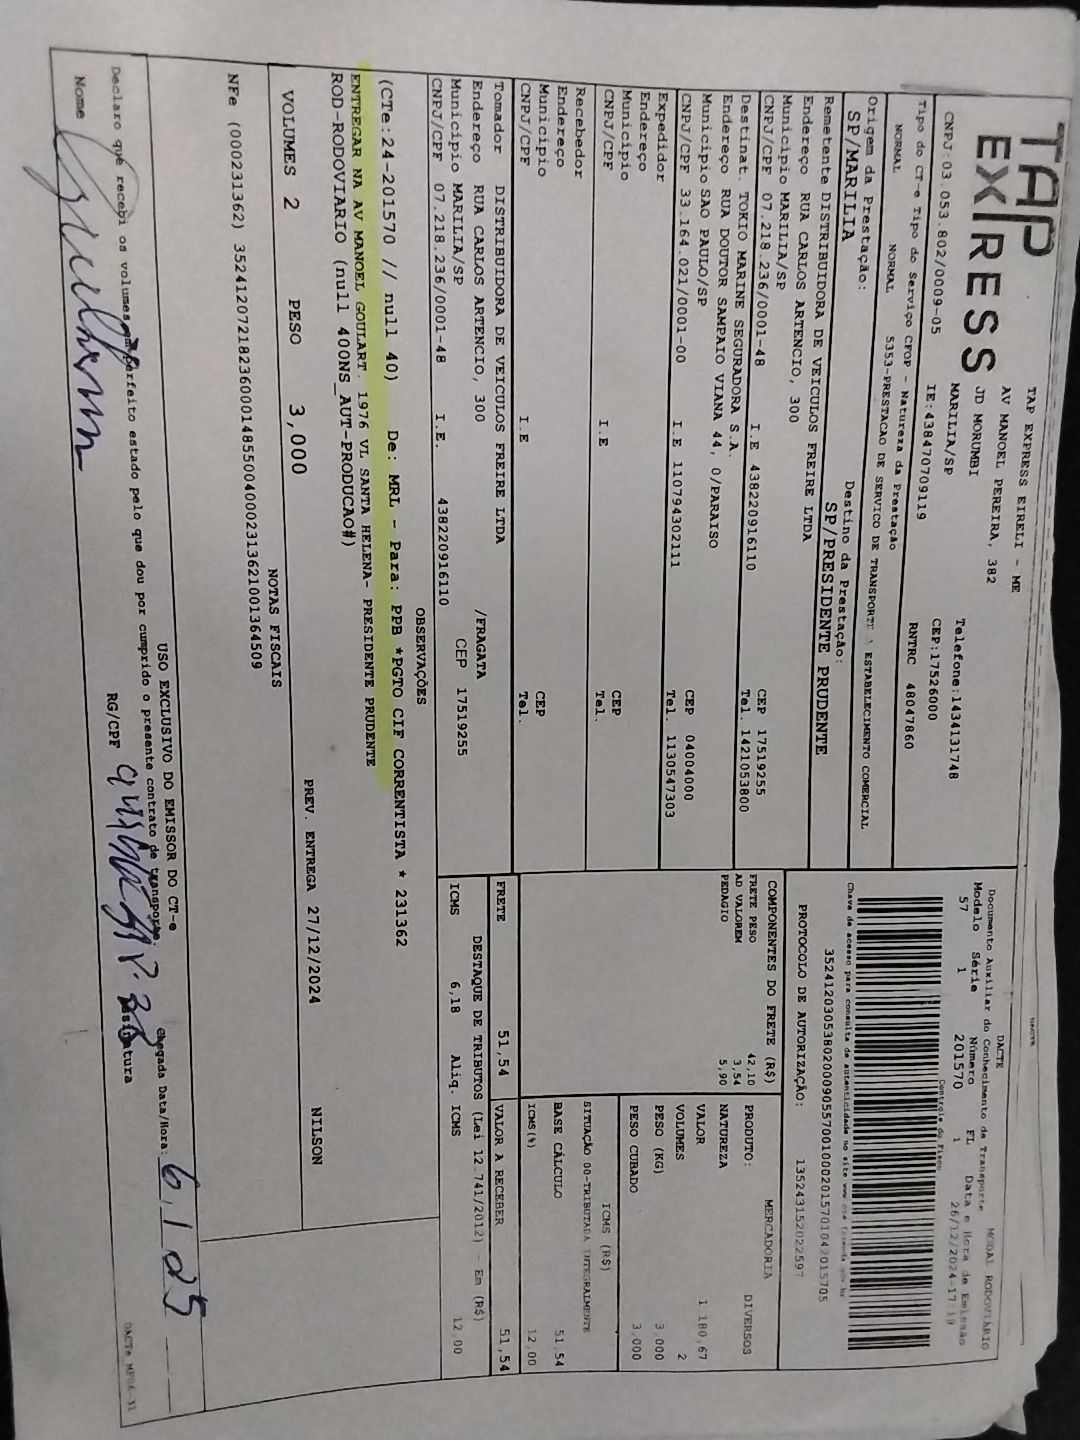 TAP
EX/RESS
TAP EXPRESS EIRELI - ME
AV MANOEL PEREIRA, 382
JD MORUMBI
MARILIA/SP
Telefone:1434131748
CEP:17526000
CNPJ:03.053.802/0009-05
IE:438470709119
RNTRC 48047860
Tipo do CT-e Tipo do Serviço CFOP - Natureza da Prestação
NORMAL NORMAL 5353-PRESTACAO DE SERVICO DE TRANSPORTE A ESTABELECIMENTO COMERCIAL
Origem da Prestação: Destino da Prestação:
SP/MARILIA SP/PRESIDENTE PRUDENTE
Remetente DISTRIBUIDORA DE VEICULOS FREIRE LTDA
Endereço RUA CARLOS ARTENCIO, 300
Município MARILIA/SP CEP 17519255
CNPJ/CPF 07.218.236/0001-48 I.E 438220916110 Tel. 1421053800
Destinat. TOKIO MARINE SEGURADORA S.A.
Endereço RUA DOUTOR SAMPAIO VIANA 44, 0/PARAISO
Município SAO PAULO/SP CEP 04004000
CNPJ/CPF 33.164.021/0001-00 I.E 110794302111 Tel. 1130547303
Expedidor
Endereço
Município CEP
CNPJ/CPF I.E Tel.
Recebedor
Endereço
Município CEP
CNPJ/CPF I.E Tel.
Tomador DISTRIBUIDORA DE VEICULOS FREIRE LTDA
Endereço RUA CARLOS ARTENCIO, 300 /FRAGATA
Município MARILIA/SP CEP 17519255
CNPJ/CPF 07.218.236/0001-48 I.E. 438220916110
DACTE
Documento Auxiliar do Conhecimento de Transporte
MODAL RODOVIÁRIO
Modelo Série Número FL Data e Hora de Emissão
57 1 201570 1 26/12/2024-17:19
Controle do Fisco
Chave de acesso para consulta de autenticidade no site www.cte.fazenda.gov.br
35241203053802000905570010002015701042015705
PROTOCOLO DE AUTORIZAÇÃO: 135243152022597
COMPONENTES DO FRETE (R$)
FRETE PESO 42,10
AD VALOREM 3,54
PEDAGIO 5,90
MERCADORIA
PRODUTO: DIVERSOS
NATUREZA
VALOR 1 180,67
VOLUMES 2
PESO (KG) 3,000
PESO CUBADO 3,000
ICMS (R$)
SITUAÇÃO 00-TRIBUTADA INTEGRALMENTE
BASE CÁLCULO 51,54
ICMS(%) 12,00
FRETE 51,54 VALOR A RECEBER 51,54
DESTAQUE DE TRIBUTOS (Lei 12.741/2012) - Em (R$)
ICMS 6,18 Aliq. ICMS 12,00
OBSERVAÇÕES
(CTe:24-201570 // null 40) De: MRL - Para: PPB *PGTO CIF CORRENTISTA * 231362
ENTREGAR NA AV MANOEL GOULART. 1976 VL SANTA HELENA- PRESIDENTE PRUDENTE
ROD-RODOVIARIO (null 400NS_AUT-PRODUCAO#)
VOLUMES 2 PESO 3,000 PREV. ENTREGA 27/12/2024 NILSON
NOTAS FISCAIS
NFe (000231362) 35241207218236000148550040002313621001364509
USO EXCLUSIVO DO EMISSOR DO CT-e
Declaro que recebi os volumes em perfeito estado pelo que dou por cumprido o presente contrato de transporte. Chegada Data/Hora: 6, 1 25
Nome RG/CPF Assinatura